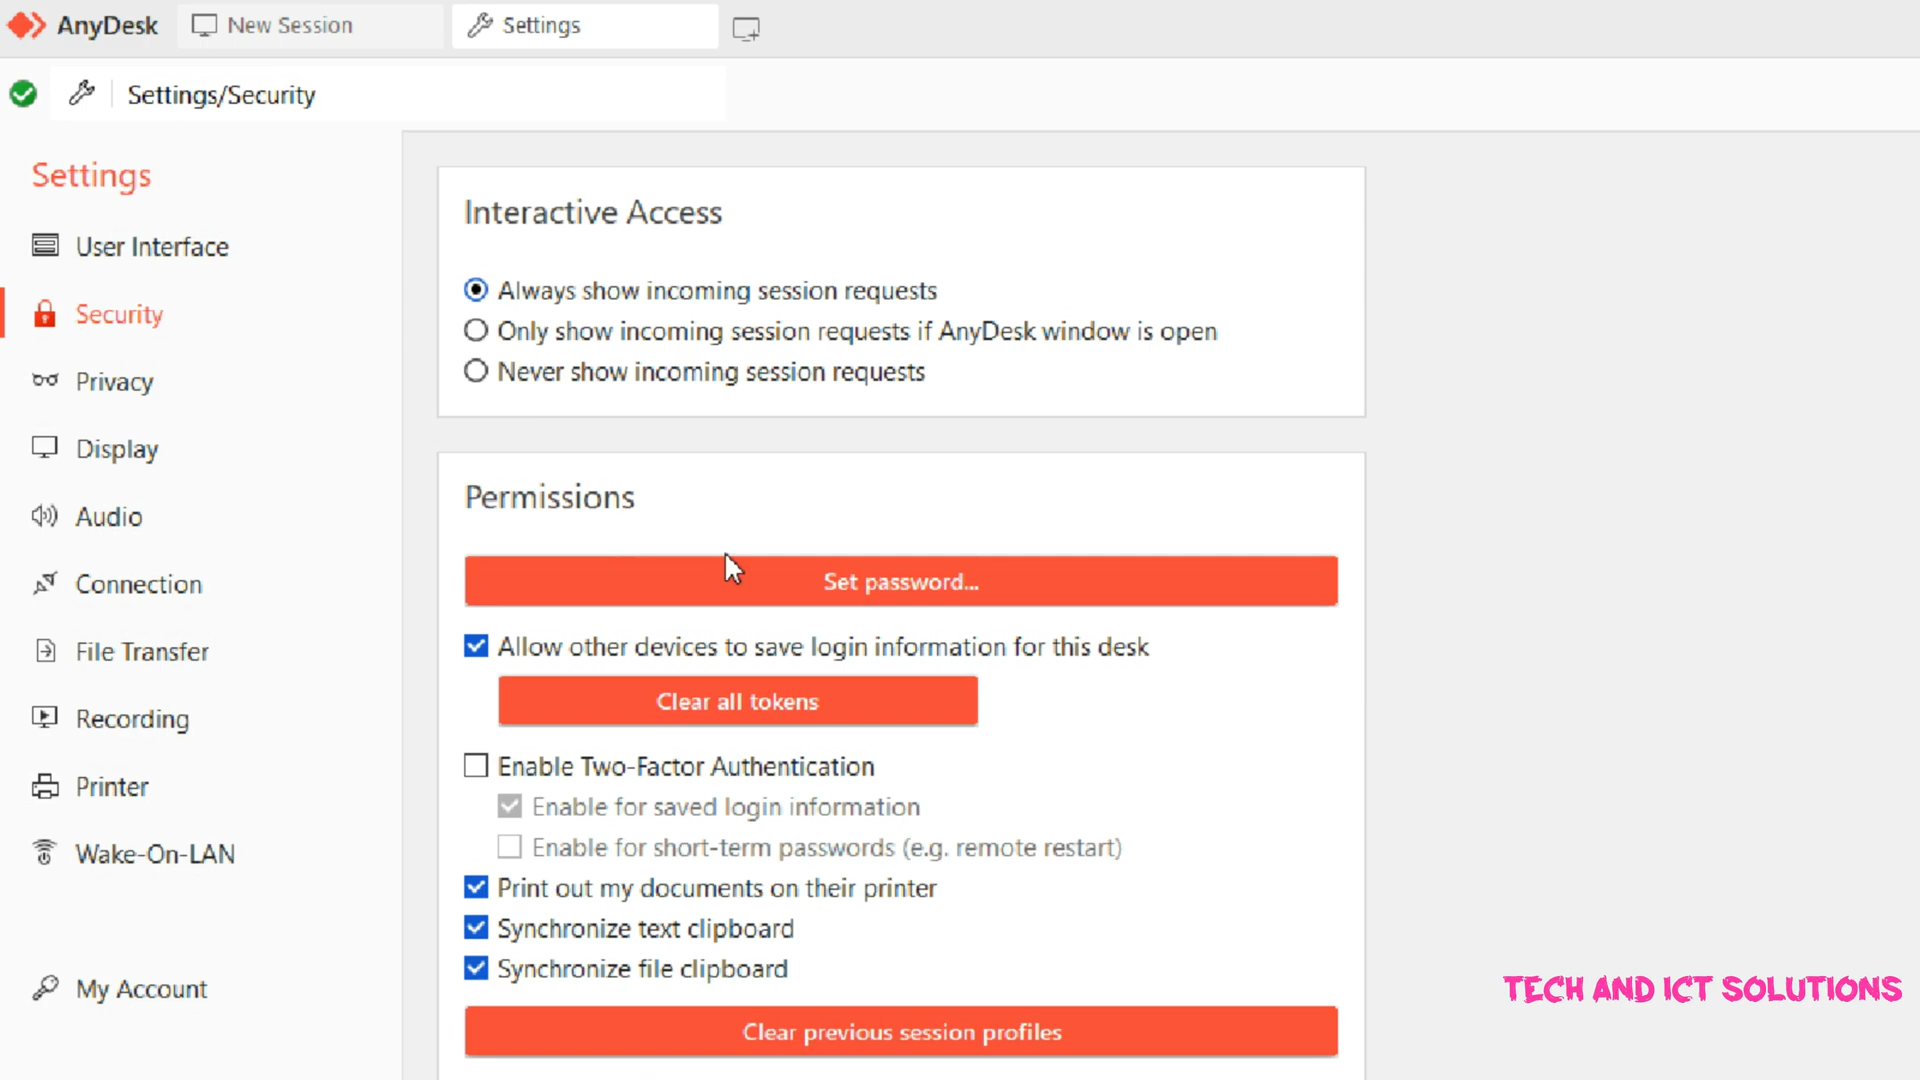 AnyDesk
New Session
Settings
Settings/Security
Settings
User Interface
Security
Privacy
Display
Audio
Connection
File Transfer
Recording
Printer
Wake-On-LAN
My Account
Interactive Access
Always show incoming session requests
Only show incoming session requests if AnyDesk window is open
Never show incoming session requests
Permissions
Set password...
Allow other devices to save login information for this desk
Clear all tokens
Enable Two-Factor Authentication
Enable for saved login information
Enable for short-term passwords (e.g. remote restart)
Print out my documents on their printer
Synchronize text clipboard
Synchronize file clipboard
Clear previous session profiles
TECH AND ICT SOLUTIONS